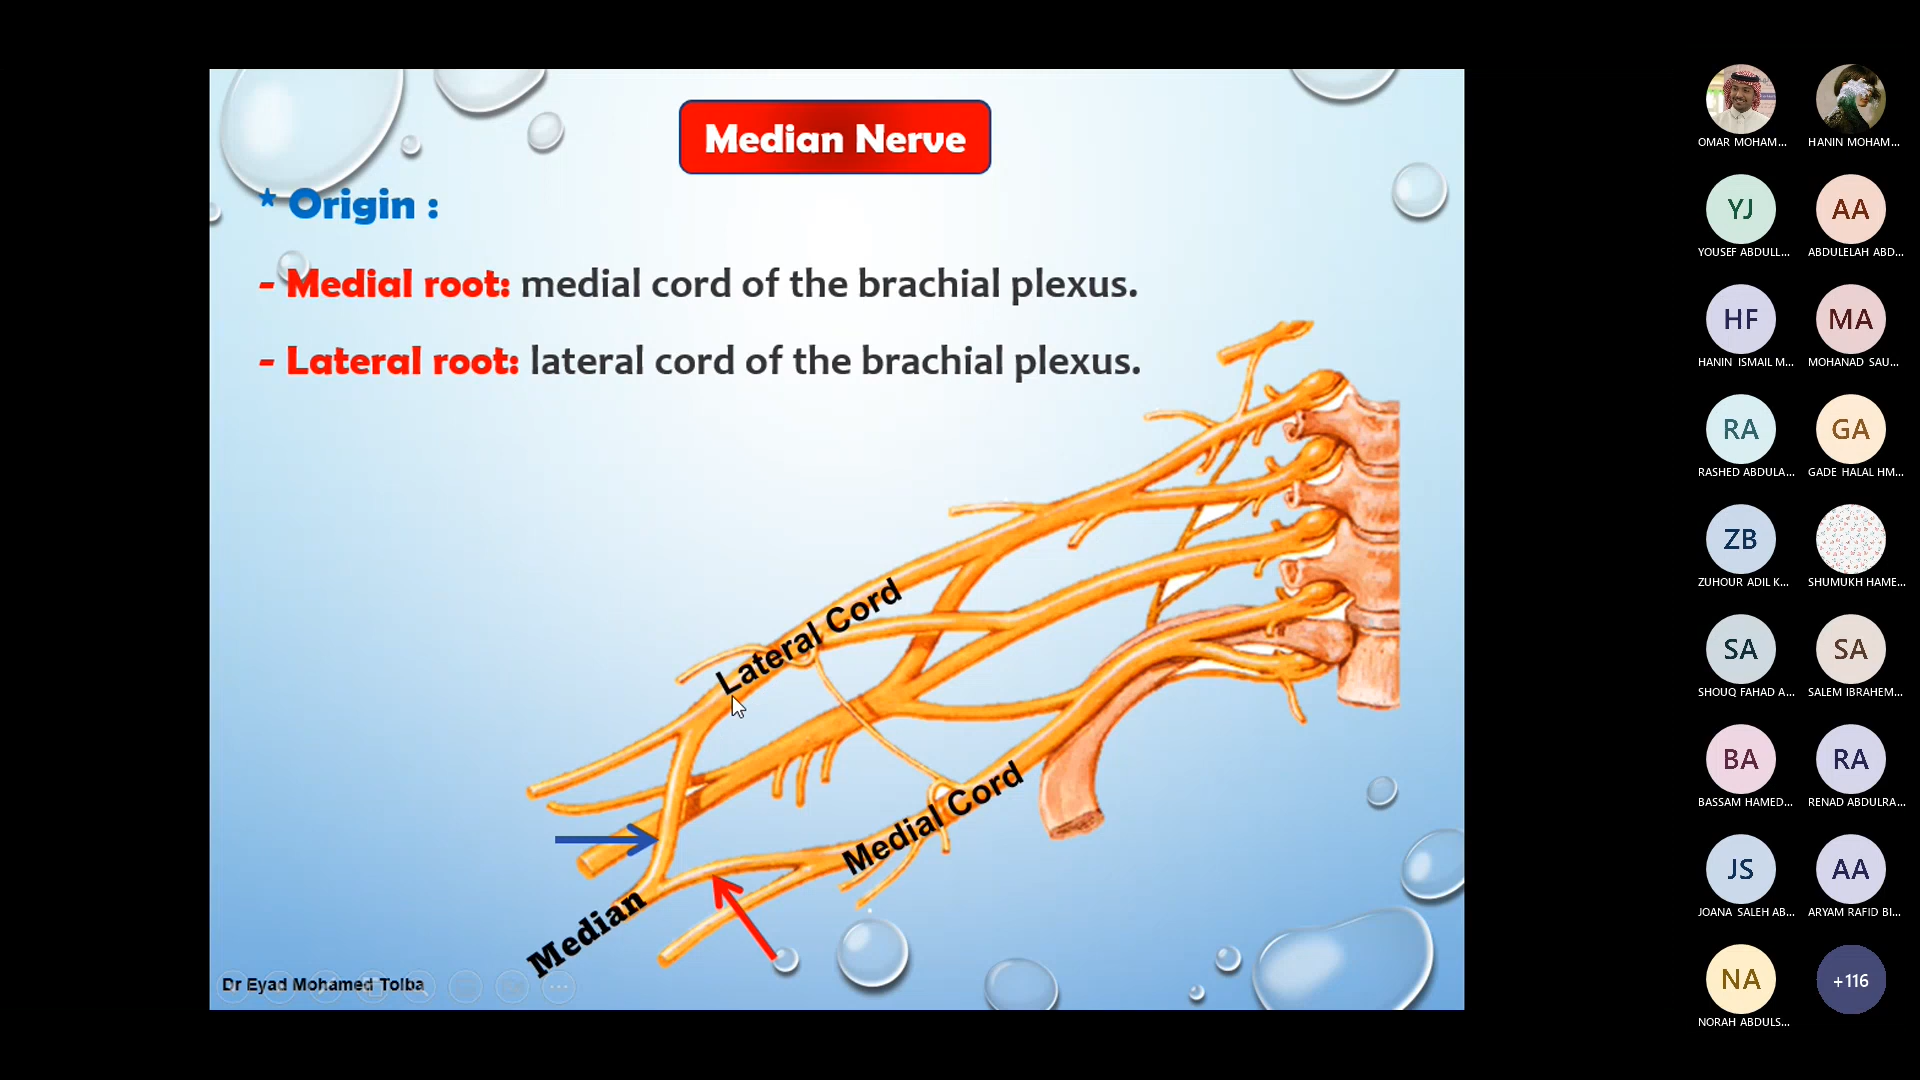 Median Nerve
* Origin :
- Medial root: medial cord of the brachial plexus.
- Lateral root: lateral cord of the brachial plexus.
Lateral Cord
Medial Cord
Median
Dr Eyad Mohamed Tolba
OMAR MOHAM...
HANIN MOHAM...
YJ
AA
YOUSEF ABDULL...
ABDULELAH ABD...
HF
MA
HANIN ISMAIL M...
MOHANAD SAU...
RA
GA
RASHED ABDULA...
GADE HALAL HM...
ZB
ZUHOUR ADIL K...
SHUMUKH HAME...
SA
SA
SHOUQ FAHAD A...
SALEM IBRAHEM...
BA
RA
BASSAM HAMED...
RENAD ABDULRA...
JS
AA
JOANA SALEH AB...
ARYAM RAFID BI...
NA
+116
NORAH ABDULS...